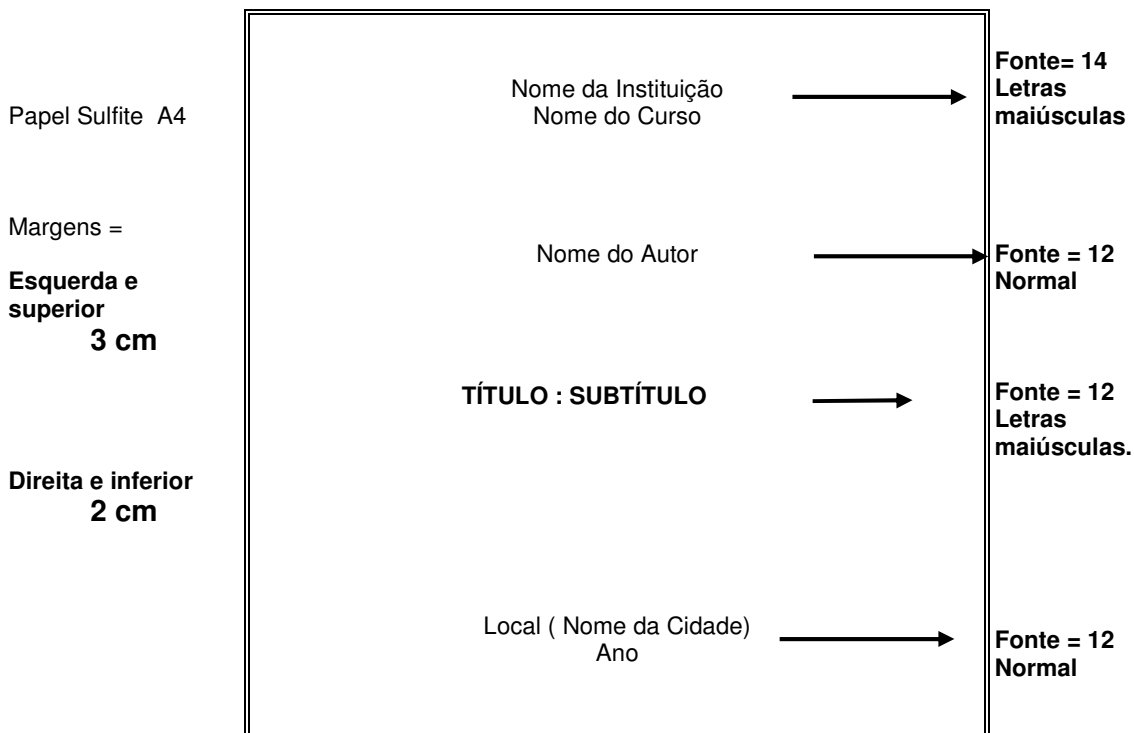 Papel Sulfite  A4
Margens =
Esquerda e
superior
3 cm
Direita e inferior
2 cm
Nome da Instituição
Nome do Curso
Nome do Autor
TÍTULO : SUBTÍTULO
Local ( Nome da Cidade)
Ano
Fonte= 14
Letras
maiúsculas
Fonte = 12
Normal
Fonte = 12
Letras
maiúsculas.
Fonte = 12
Normal